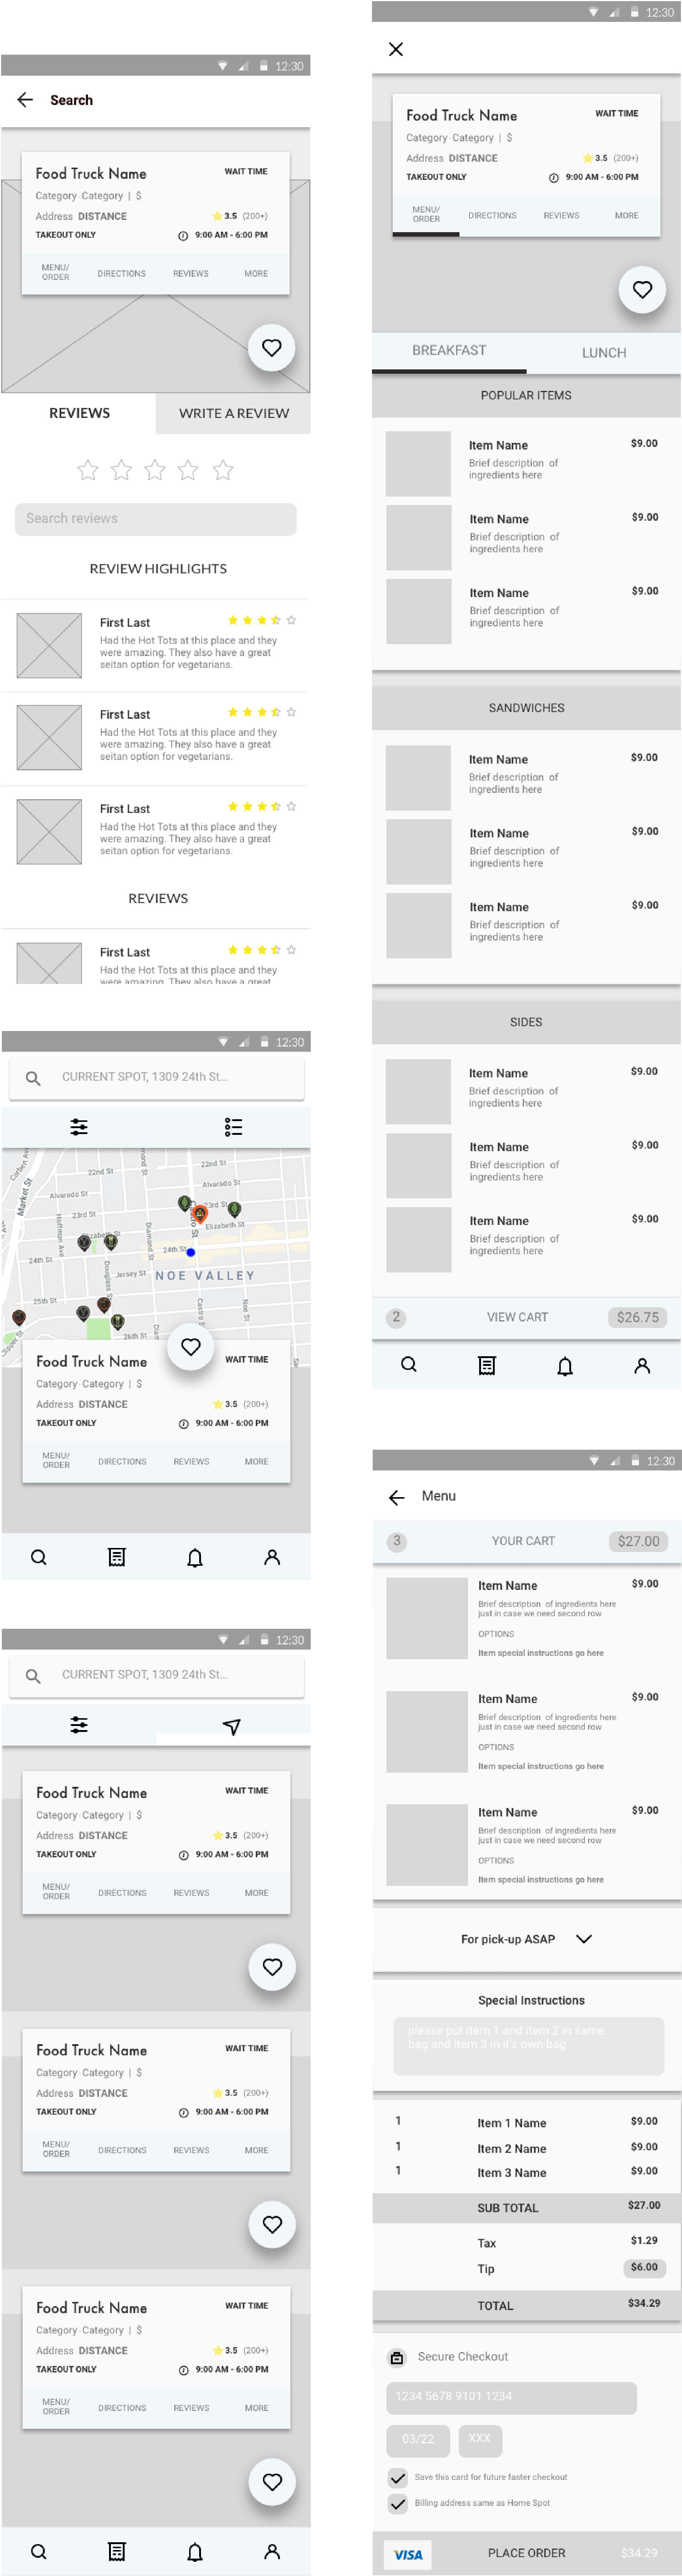 12:30
Search
Food Truck Name
WAIT TIME
Category·Category | $
Address DISTANCE
3.5 (200+)
TAKEOUT ONLY
9:00 AM - 6:00 PM
MENU/
ORDER
DIRECTIONS
REVIEWS
MORE
REVIEWS
WRITE A REVIEW
Search reviews
REVIEW HIGHLIGHTS
First Last
Had the Hot Tots at this place and they
were amazing. They also have a great
seitan option for vegetarians.
First Last
Had the Hot Tots at this place and they
were amazing. They also have a great
seitan option for vegetarians.
First Last
Had the Hot Tots at this place and they
were amazing. They also have a great
seitan option for vegetarians.
REVIEWS
First Last
Had the Hot Tots at this place and they
were amazing. They also have a great
12:30
CURRENT SPOT, 1309 24th St...
Market St
22nd St
22nd St
Alvarado St
Alvarado St
23rd St
23rd St
Hoffman Ave
Elizabeth St
Elizabeth St
Diamond St
24th St
24th St
Douglass St
Jersey St
NOE VALLEY
25th St
Castro St
Noe St
Clipper St
Food Truck Name
WAIT TIME
Category·Category | $
Address DISTANCE
3.5 (200+)
TAKEOUT ONLY
9:00 AM - 6:00 PM
MENU/
ORDER
DIRECTIONS
REVIEWS
MORE
12:30
CURRENT SPOT, 1309 24th St...
Food Truck Name
WAIT TIME
Category·Category | $
Address DISTANCE
3.5 (200+)
TAKEOUT ONLY
9:00 AM - 6:00 PM
MENU/
ORDER
DIRECTIONS
REVIEWS
MORE
Food Truck Name
WAIT TIME
Category·Category | $
Address DISTANCE
3.5 (200+)
TAKEOUT ONLY
9:00 AM - 6:00 PM
MENU/
ORDER
DIRECTIONS
REVIEWS
MORE
Food Truck Name
WAIT TIME
Category·Category | $
Address DISTANCE
3.5 (200+)
TAKEOUT ONLY
9:00 AM - 6:00 PM
MENU/
ORDER
DIRECTIONS
REVIEWS
MORE
12:30
Food Truck Name
WAIT TIME
Category·Category | $
Address DISTANCE
3.5 (200+)
TAKEOUT ONLY
9:00 AM - 6:00 PM
MENU/
ORDER
DIRECTIONS
REVIEWS
MORE
BREAKFAST
LUNCH
POPULAR ITEMS
Item Name
$9.00
Brief description of
ingredients here
Item Name
$9.00
Brief description of
ingredients here
Item Name
$9.00
Brief description of
ingredients here
SANDWICHES
Item Name
$9.00
Brief description of
ingredients here
Item Name
$9.00
Brief description of
ingredients here
Item Name
$9.00
Brief description of
ingredients here
SIDES
Item Name
$9.00
Brief description of
ingredients here
Item Name
$9.00
Brief description of
ingredients here
Item Name
$9.00
Brief description of
ingredients here
2
VIEW CART
$26.75
12:30
Menu
3
YOUR CART
$27.00
Item Name
$9.00
Brief description of ingredients here
just in case we need second row
OPTIONS
Item special instructions go here
Item Name
$9.00
Brief description of ingredients here
just in case we need second row
OPTIONS
Item special instructions go here
Item Name
$9.00
Brief description of ingredients here
just in case we need second row
OPTIONS
Item special instructions go here
For pick-up ASAP
Special Instructions
please put item 1 and item 2 in same
bag and item 3 in it's own bag
1 Item 1 Name $9.00
1 Item 2 Name $9.00
1 Item 3 Name $9.00
SUB TOTAL $27.00
Tax $1.29
Tip $6.00
TOTAL $34.29
Secure Checkout
1234 5678 9101 1234
03/22
XXX
Save this card for future faster checkout
Billing address same as Home Spot
VISA
PLACE ORDER
$34.29